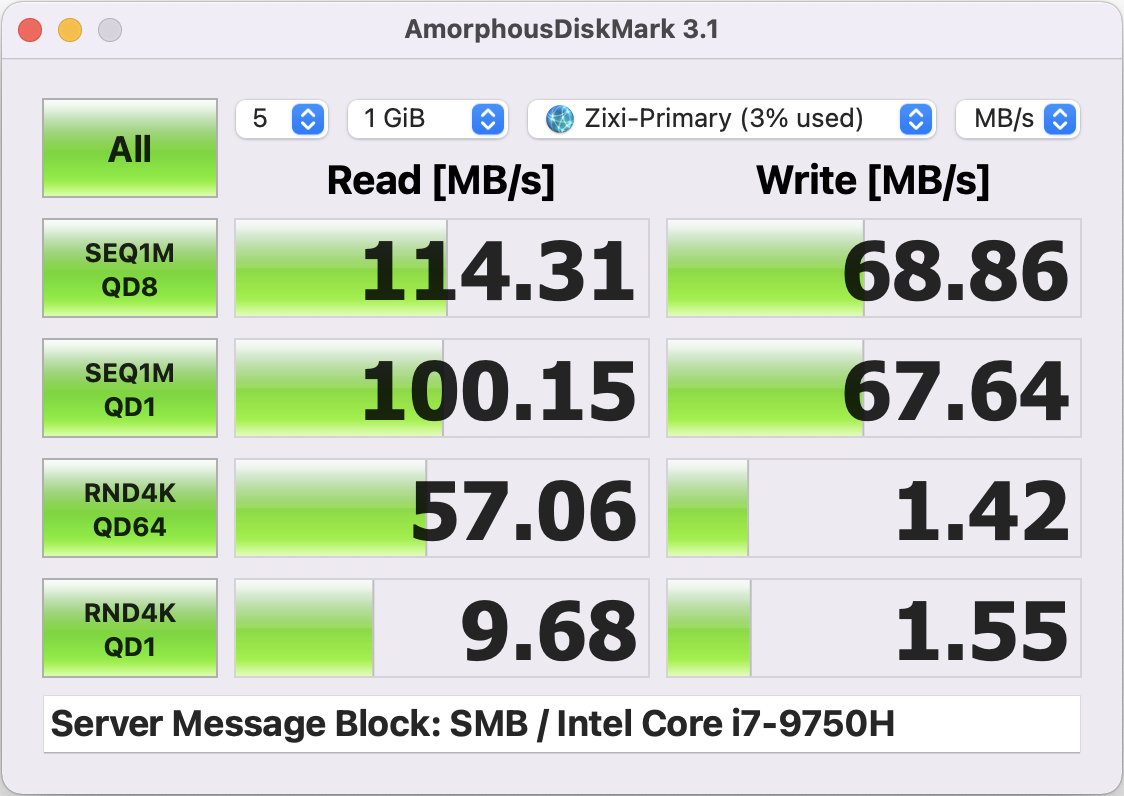 AmorphousDiskMark 3.1
All
5
1 GiB
Zixi-Primary (3% used)
MB/s
Read [MB/s]
Write [MB/s]
SEQ1M
QD8
114.31
68.86
SEQ1M
QD1
100.15
67.64
RND4K
QD64
57.06
1.42
RND4K
QD1
9.68
1.55
Server Message Block: SMB / Intel Core i7-9750H